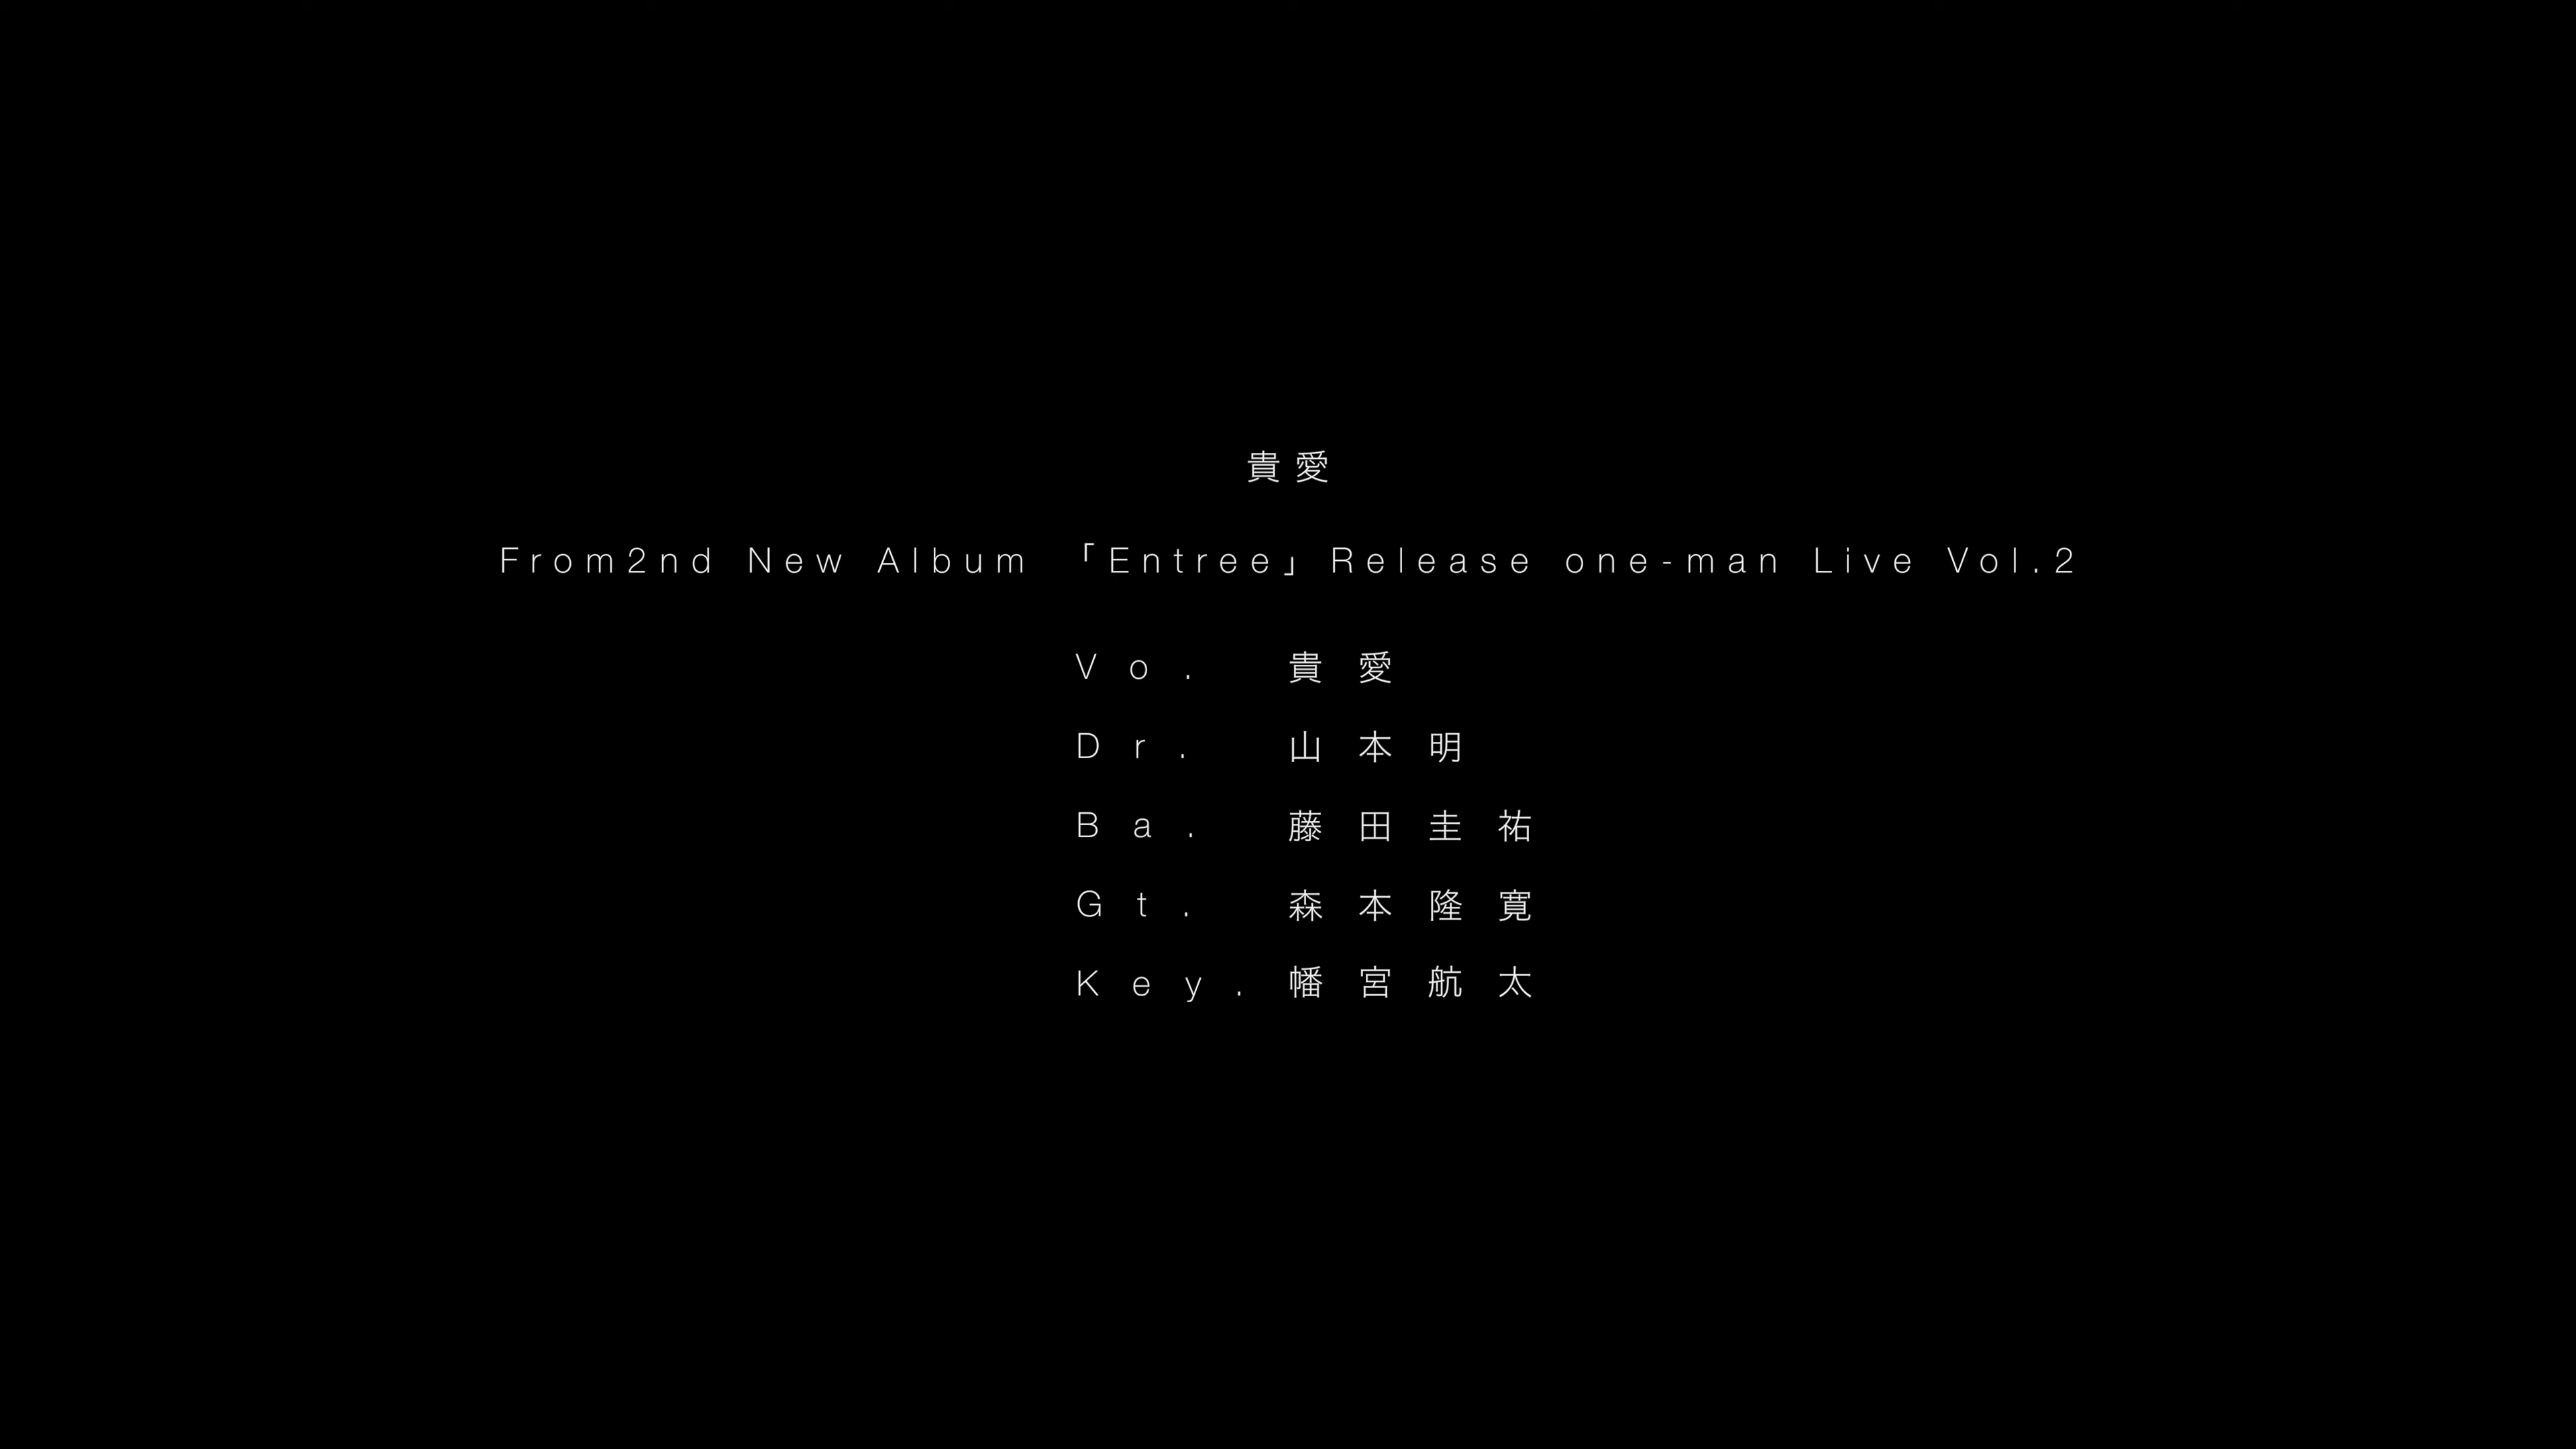 貴愛
From2nd New Album 「Entree」Release one-man Live Vol.2
Vo. 貴愛
Dr. 山本明
Ba. 藤田圭祐
Gt. 森本隆寛
Key. 幡宮航太